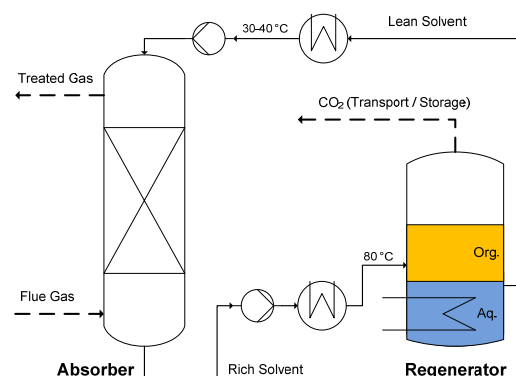 Lean Solvent
30-40 °C
Treated Gas
CO2 (Transport / Storage)
Org.
80 °C
Flue Gas
Aq.
Absorber
Rich Solvent
Regenerator